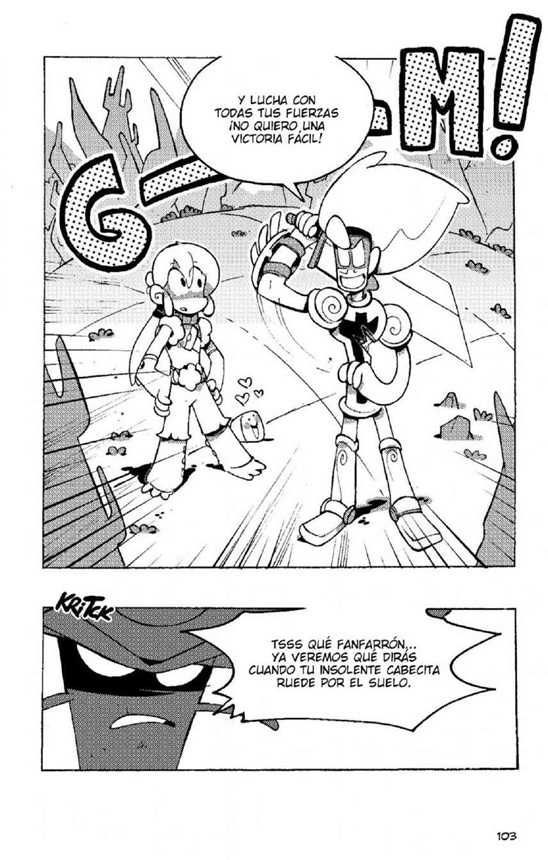 Y LUCHA CON
TODAS TUS FUERZAS
¡NO QUIERO UNA
VICTORIA FÁCIL!
G--M!
KRITCK
TSSS QUÉ FANFARRÓN...
YA VEREMOS QUÉ DIRÁS
CUANDO TU INSOLENTE CABECITA
RUEDE POR EL SUELO.
103